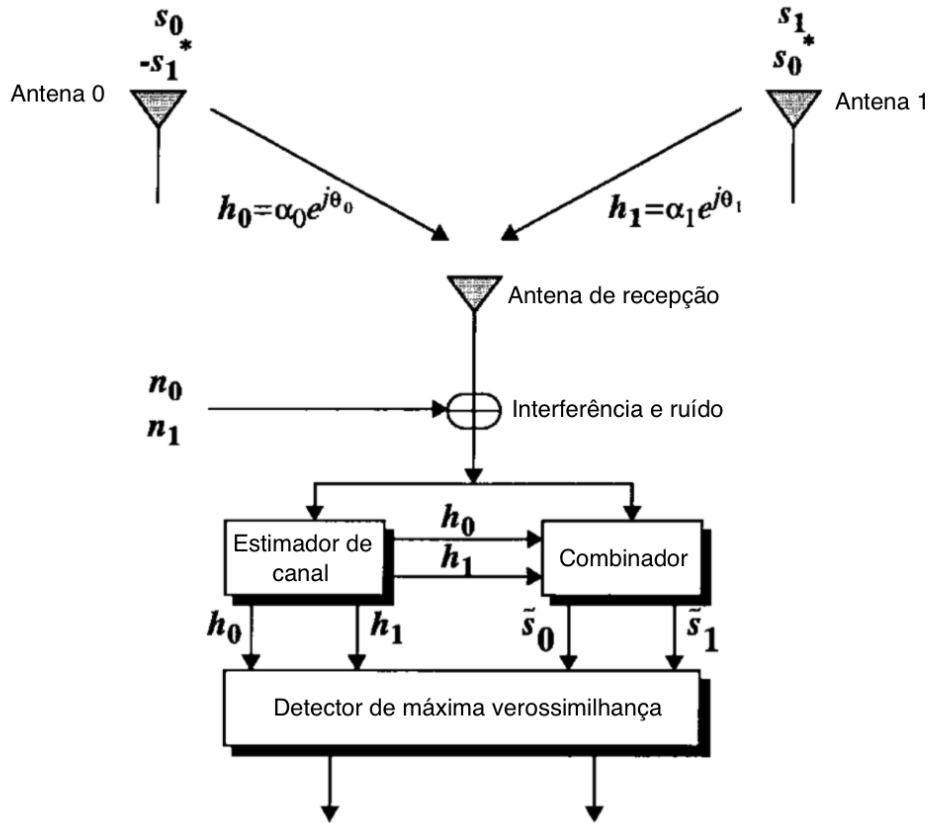 s₀
-s₁*
Antena 0
s₁
s₀*
Antena 1
h₀=α₀e^{jθ₀}
h₁=α₁e^{jθ₁}
Antena de recepção
n₀
n₁
Interferência e ruído
Estimador de
canal
h₀
h₁
Combinador
h₀
h₁
s̃₀
s̃₁
Detector de máxima verossimilhança